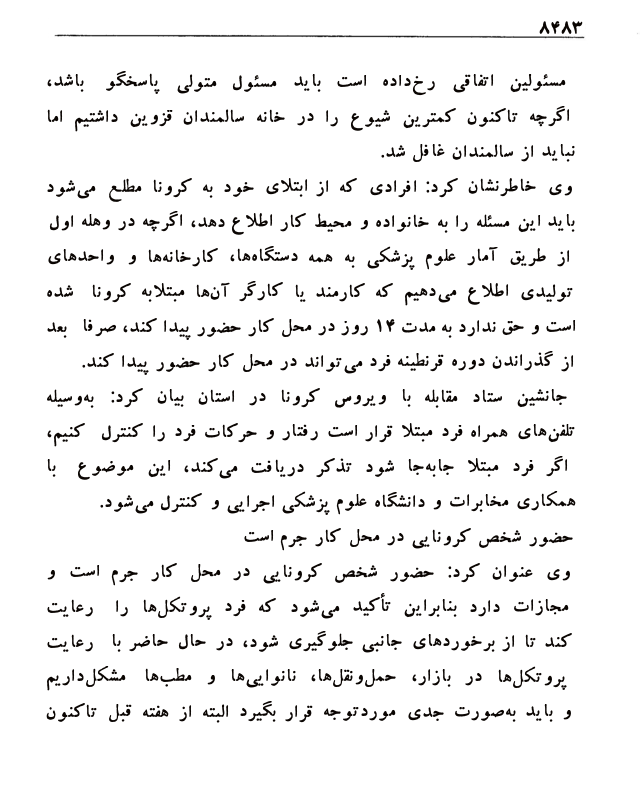 ۸۴۸۳
مسئولین اتفاقی رخ‌داده است باید مسئول متولی پاسخگو باشد،
اگرچه تاکنون کمترین شیوع را در خانه سالمندان قزوین داشتیم اما
نباید از سالمندان غافل شد.
وی خاطرنشان کرد: افرادی که از ابتلای خود به کرونا مطلع می‌شود
باید این مسئله را به خانواده و محیط کار اطلاع دهد، اگرچه در وهله اول
از طریق آمار علوم پزشکی به همه دستگاه‌ها، کارخانه‌ها و واحدهای
تولیدی اطلاع می‌دهیم که کارمند یا کارگر آن‌ها مبتلابه کرونا شده
است و حق ندارد به مدت ۱۴ روز در محل کار حضور پیدا کند، صرفا بعد
از گذراندن دوره قرنطینه فرد می‌تواند در محل کار حضور پیدا کند.
جانشین ستاد مقابله با ویروس کرونا در استان بیان کرد: به‌وسیله
تلفن‌های همراه فرد مبتلا قرار است رفتار و حرکات فرد را کنترل کنیم،
اگر فرد مبتلا جابه‌جا شود تذکر دریافت می‌کند، این موضوع با
همکاری مخابرات و دانشگاه علوم پزشکی اجرایی و کنترل می‌شود.
حضور شخص کرونایی در محل کار جرم است
وی عنوان کرد: حضور شخص کرونایی در محل کار جرم است و
مجازات دارد بنابراین تأکید می‌شود که فرد پروتکل‌ها را رعایت
کند تا از برخوردهای جانبی جلوگیری شود، در حال حاضر با رعایت
پروتکل‌ها در بازار، حمل‌ونقل‌ها، نانوایی‌ها و مطب‌ها مشکل‌داریم
و باید به‌صورت جدی موردتوجه قرار بگیرد البته از هفته قبل تاکنون